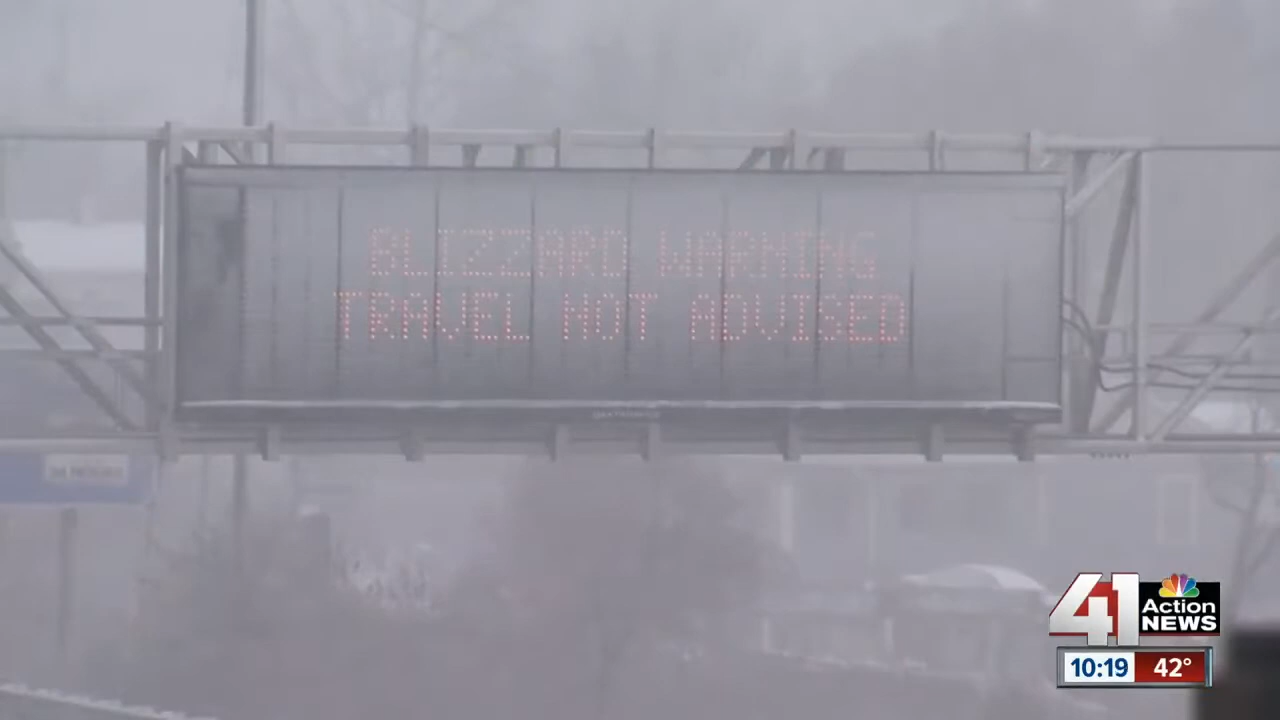 BLIZZARD WARNING
TRAVEL NOT ADVISED
41 Action
NEWS
10:19 42°